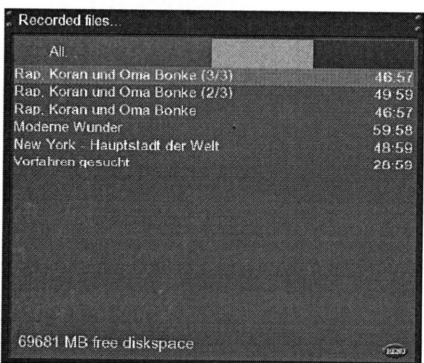 Recorded files...
All
Rap, Koran und Oma Bonke (3/3) 46:57
Rap, Koran und Oma Bonke (2/3) 49:59
Rap, Koran und Oma Bonke 46:57
Moderne Wunder 59:58
New York - Hauptstadt der Welt 48:59
Vorfahren gesucht 28:59
69681 MB free diskspace
MENU